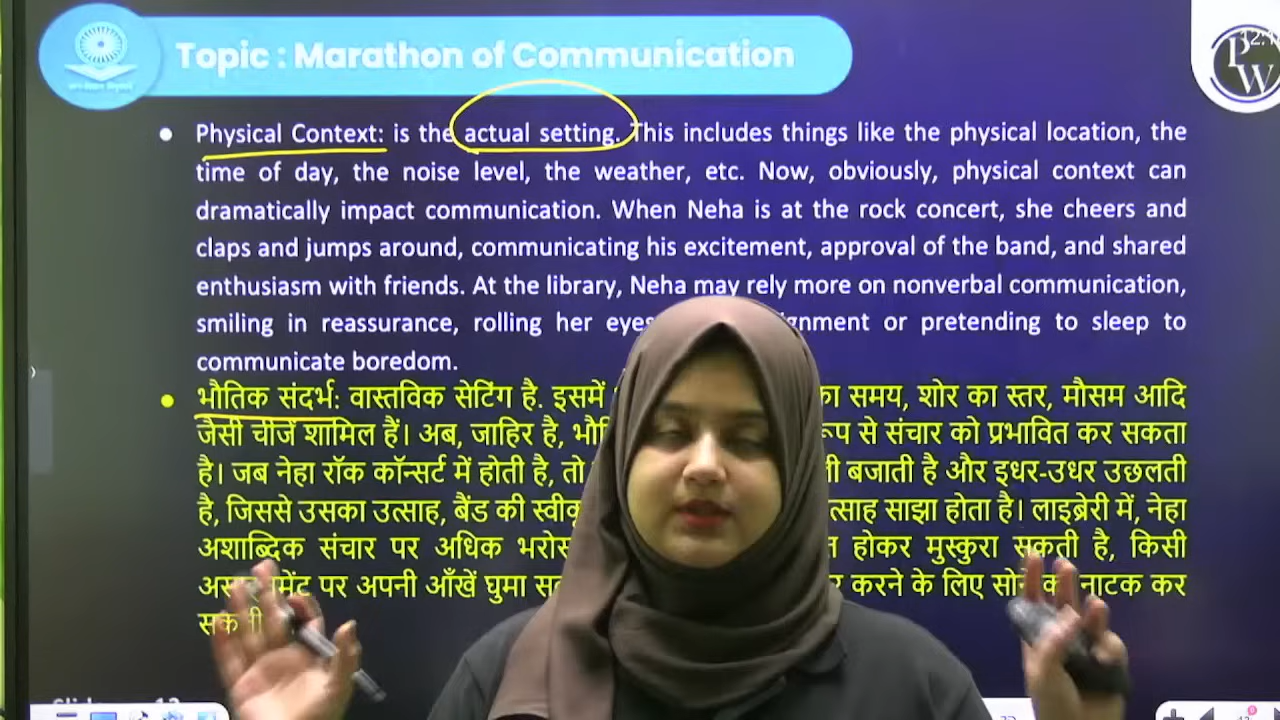 Topic : Marathon of Communication
PW
Physical Context: is the actual setting. This includes things like the physical location, the
time of day, the noise level, the weather, etc. Now, obviously, physical context can
dramatically impact communication. When Neha is at the rock concert, she cheers and
claps and jumps around, communicating his excitement, approval of the band, and shared
enthusiasm with friends. At the library, Neha may rely more on nonverbal communication,
smiling in reassurance, rolling her eyes or pretending to sleep to
communicate boredom.
भौतिक संदर्भ: वास्तविक सेटिंग है. इसमें का समय, शोर का स्तर, मौसम आदि
जैसी चीजें शामिल हैं। अब, जाहिर है, रूप से संचार को प्रभावित कर सकता
है। जब नेहा रॉक कॉन्सर्ट में होती है, तो बजाती है और इधर-उधर उछलती
है, जिससे उसका उत्साह, बैंड की साझा होता है। लाइब्रेरी में, नेहा
अशाब्दिक संचार पर अधिक होकर मुस्कुरा सकती है, किसी
पर अपनी आँखें घुमा करने के लिए नाटक कर